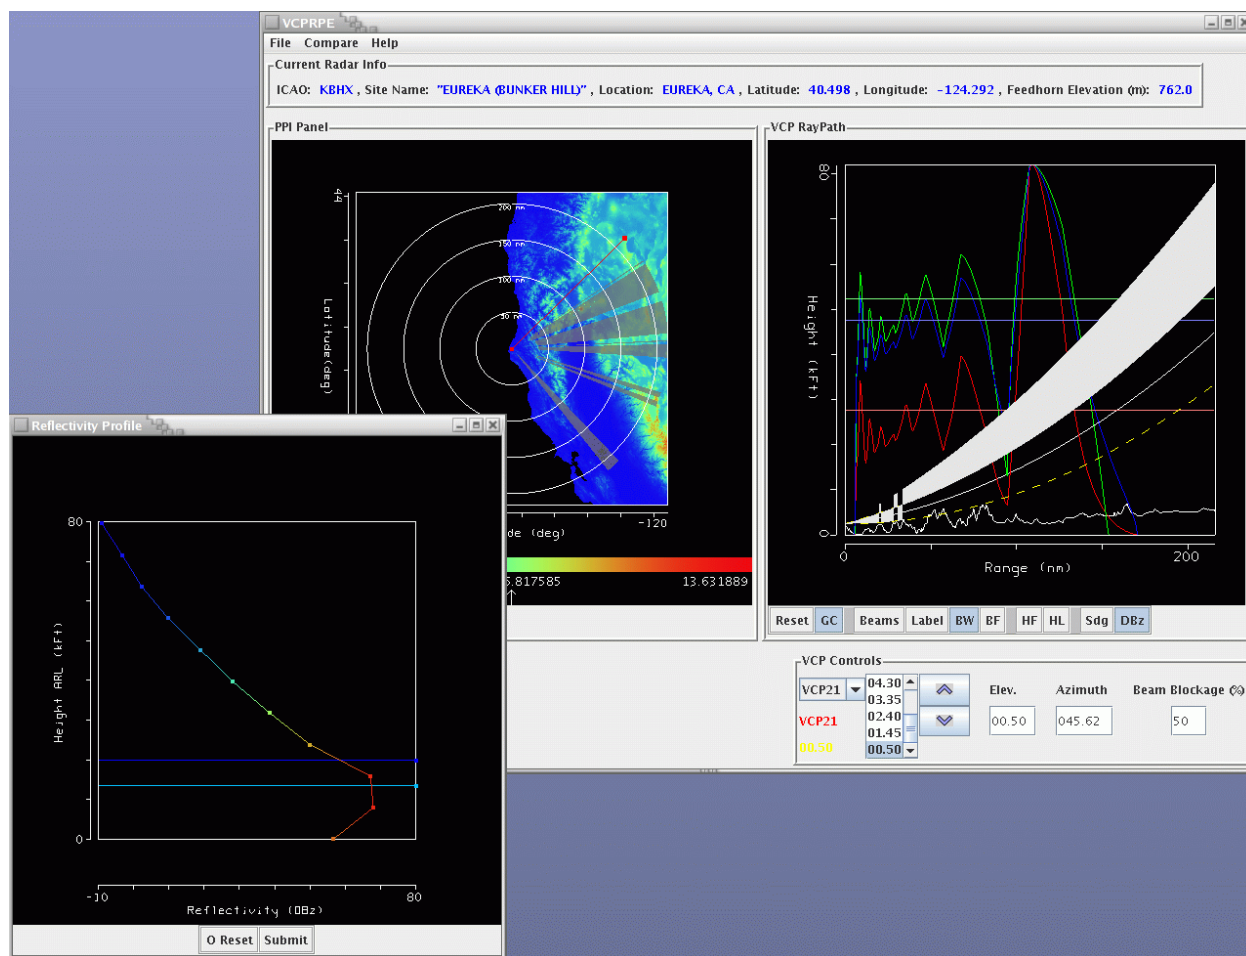 VCPRPE
File Compare Help
Current Radar Info
ICAO: KBHX , Site Name: "EUREKA (BUNKER HILL)" , Location: EUREKA, CA , Latitude: 40.498 , Longitude: -124.292 , Feedhorn Elevation (m): 762.0
PPI Panel
44
200 nm
150 nm
100 nm
50 nm
Latitude(deg)
-120
de (deg)
5.817585 13.631889
VCP RayPath
80
Height (kFt)
0
0 200
Range (nm)
Reset GC Beams Label BW BF HF HL Sdg DBz
VCP Controls
VCP21
VCP21
00.50
04.30
03.35
02.40
01.45
00.50
Elev. Azimuth Beam Blockage (%)
00.50 045.62 50
Reflectivity Profile
80
Height ARL (kFt)
0
-10 80
Reflectivity (DBz)
O Reset Submit